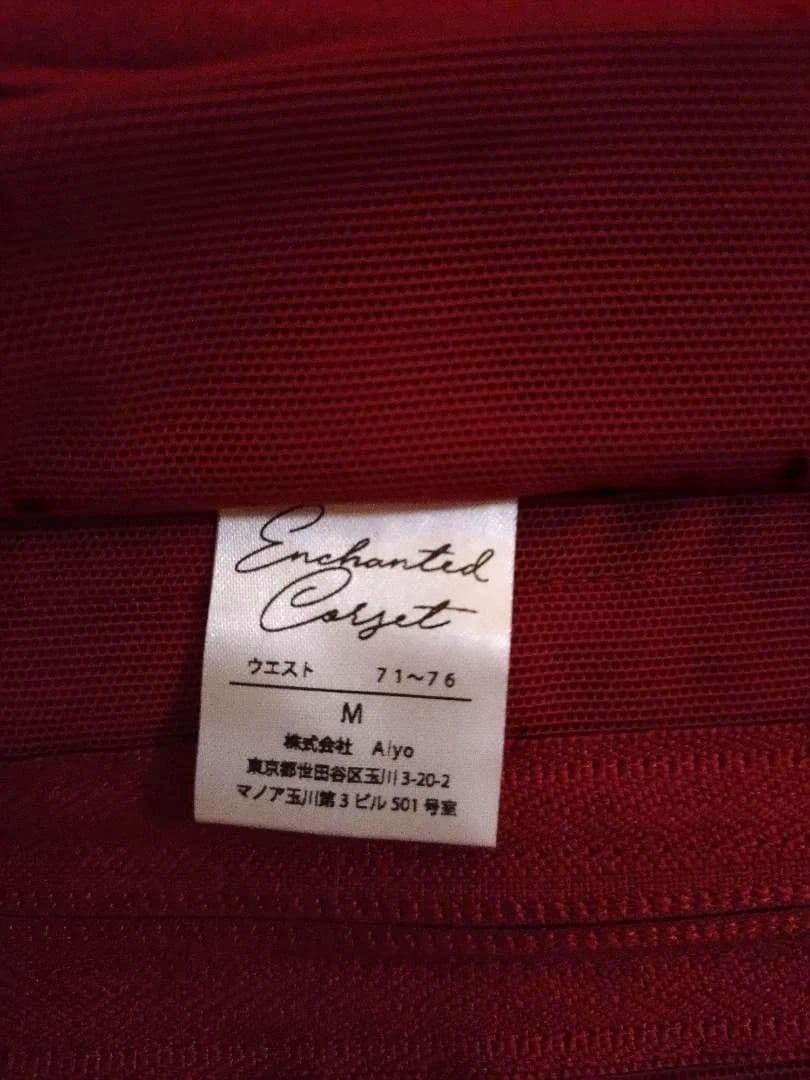 Enchanted
Corset
ウエスト 71～76
M
株式会社 Aiyo
東京都世田谷区玉川3-20-2
マノア玉川第3ビル501号室